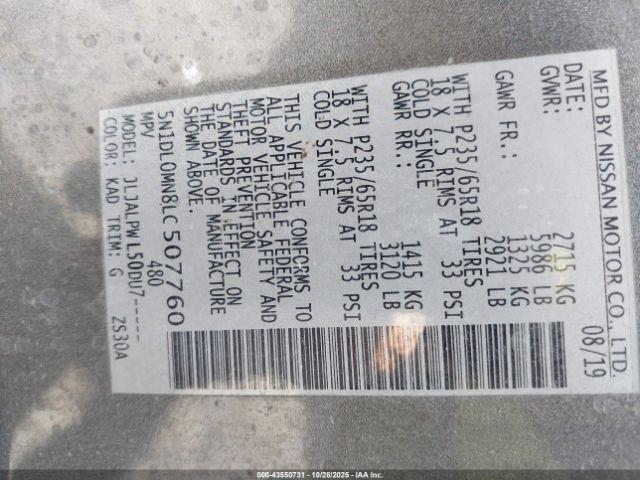 MFD BY NISSAN MOTOR CO., LTD.
DATE: 08/19
GVWR: 2715 KG
5986 LB
GAWR FR: 1325 KG
2921 LB
WITH P235/65R18 TIRES
18 X 7.5 RIMS AT 33 PSI
COLD SINGLE
GAWR RR: 1415 KG
3120 LB
WITH P235/65R18 TIRES
18 X 7.5 RIMS AT 33 PSI
COLD SINGLE
THIS VEHICLE CONFORMS TO
ALL APPLICABLE FEDERAL
MOTOR VEHICLE SAFETY AND
THEFT PREVENTION
STANDARDS IN EFFECT ON
THE DATE OF MANUFACTURE
SHOWN ABOVE.
5N1DL0MN8LC507760
MPV 480
MODEL: JLJALPWL50DU7-----
COLOR: KAD TRIM: G ZS30A
000-43550731 - 10/28/2025 - IAA Inc.